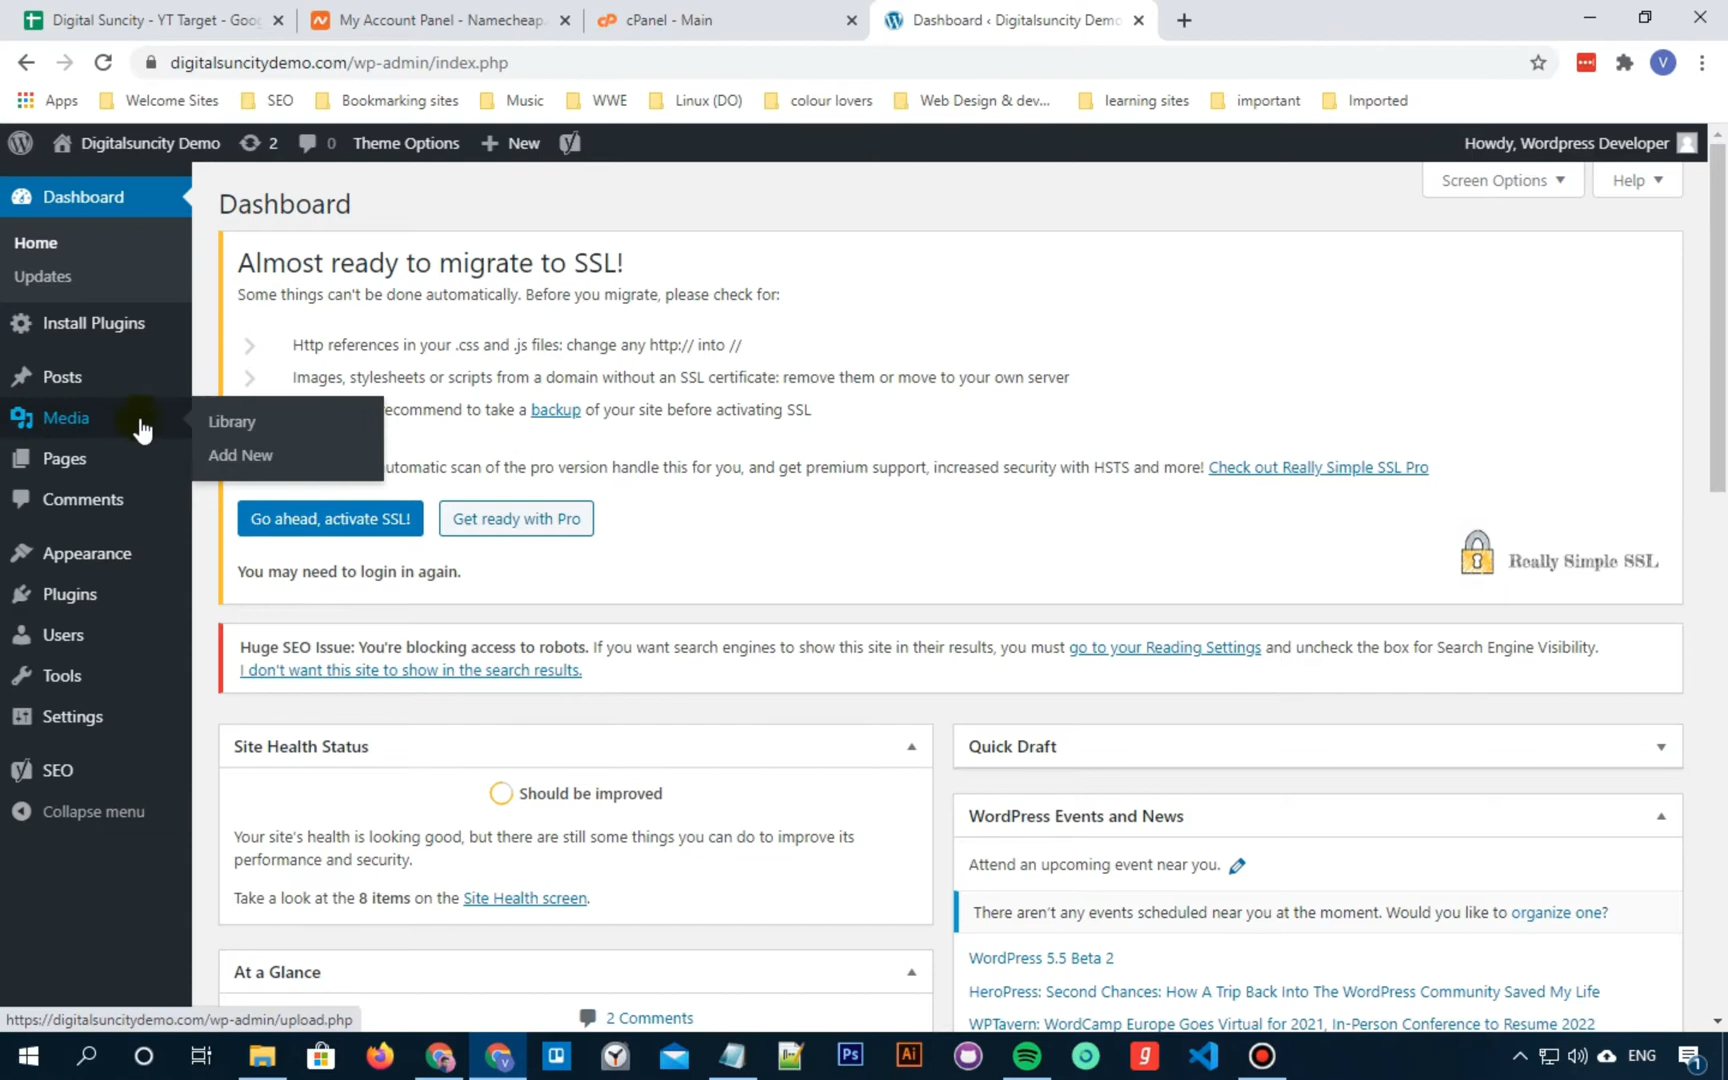 Digital Suncity - YT Target - Goo
My Account Panel - Namecheap.
cP cPanel - Main
Dashboard ‹ Digitalsuncity Demo
digitalsuncitydemo.com/wp-admin/index.php
V
Apps
Welcome Sites
SEO
Bookmarking sites
Music
WWE
Linux (DO)
colour lovers
Web Design & dev...
learning sites
important
Imported
Digitalsuncity Demo
2
0
Theme Options
New
Howdy, Wordpress Developer
Dashboard
Home
Updates
Install Plugins
Posts
Media
Library
Add New
Pages
Comments
Appearance
Plugins
Users
Tools
Settings
SEO
Collapse menu
Screen Options
Help
Dashboard
Almost ready to migrate to SSL!
Some things can't be done automatically. Before you migrate, please check for:
Http references in your .css and .js files: change any http:// into //
Images, stylesheets or scripts from a domain without an SSL certificate: remove them or move to your own server
ecommend to take a backup of your site before activating SSL
utomatic scan of the pro version handle this for you, and get premium support, increased security with HSTS and more! Check out Really Simple SSL Pro
Go ahead, activate SSL!
Get ready with Pro
Really Simple SSL
You may need to login in again.
Huge SEO Issue: You're blocking access to robots. If you want search engines to show this site in their results, you must go to your Reading Settings and uncheck the box for Search Engine Visibility.
I don't want this site to show in the search results.
Site Health Status
Should be improved
Your site's health is looking good, but there are still some things you can do to improve its
performance and security.
Take a look at the 8 items on the Site Health screen.
At a Glance
2 Comments
Quick Draft
WordPress Events and News
Attend an upcoming event near you.
There aren't any events scheduled near you at the moment. Would you like to organize one?
WordPress 5.5 Beta 2
HeroPress: Second Chances: How A Trip Back Into The WordPress Community Saved My Life
WPTavern: WordCamp Europe Goes Virtual for 2021, In-Person Conference to Resume 2022
https://digitalsuncitydemo.com/wp-admin/upload.php
Ps
Ai
g
ENG
1